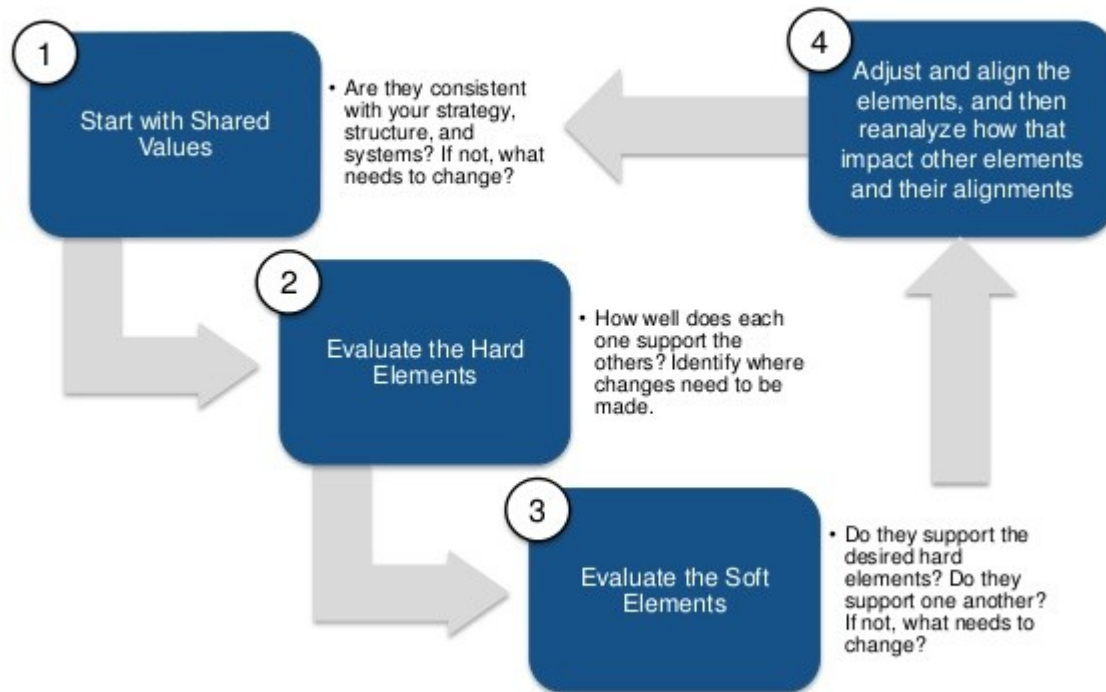 1
Start with Shared
Values
• Are they consistent
with your strategy,
structure, and
systems? If not, what
needs to change?
2
Evaluate the Hard
Elements
• How well does each
one support the
others? Identify where
changes need to be
made.
3
Evaluate the Soft
Elements
• Do they support the
desired hard
elements? Do they
support one another?
If not, what needs to
change?
4
Adjust and align the
elements, and then
reanalyze how that
impact other elements
and their alignments